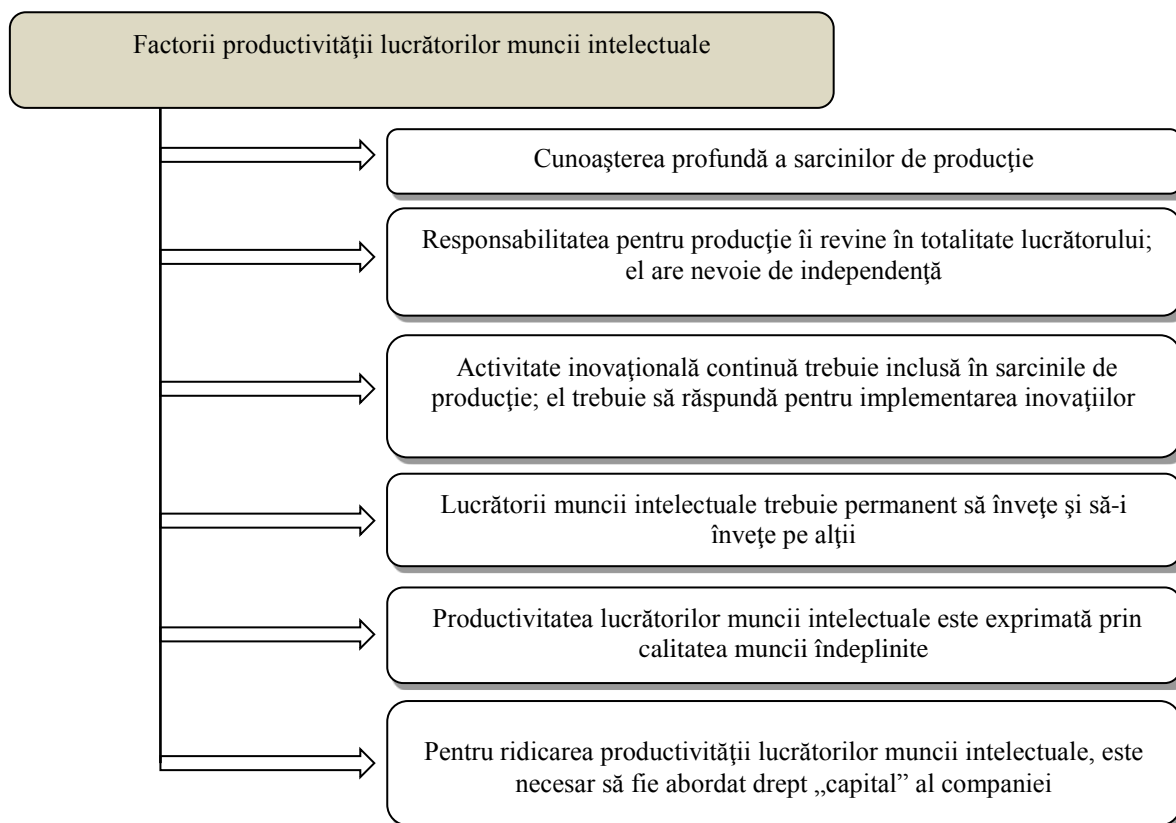 Factorii productivităţii lucrătorilor muncii intelectuale
Cunoaşterea profundă a sarcinilor de producţie
Responsabilitatea pentru producţie îi revine în totalitate lucrătorului;
el are nevoie de independenţă
Activitate inovaţională continuă trebuie inclusă în sarcinile de
producţie; el trebuie să răspundă pentru implementarea inovaţiilor
Lucrătorii muncii intelectuale trebuie permanent să înveţe şi să-i
înveţe pe alţii
Productivitatea lucrătorilor muncii intelectuale este exprimată prin
calitatea muncii îndeplinite
Pentru ridicarea productivităţii lucrătorilor muncii intelectuale, este
necesar să fie abordat drept „capital” al companiei